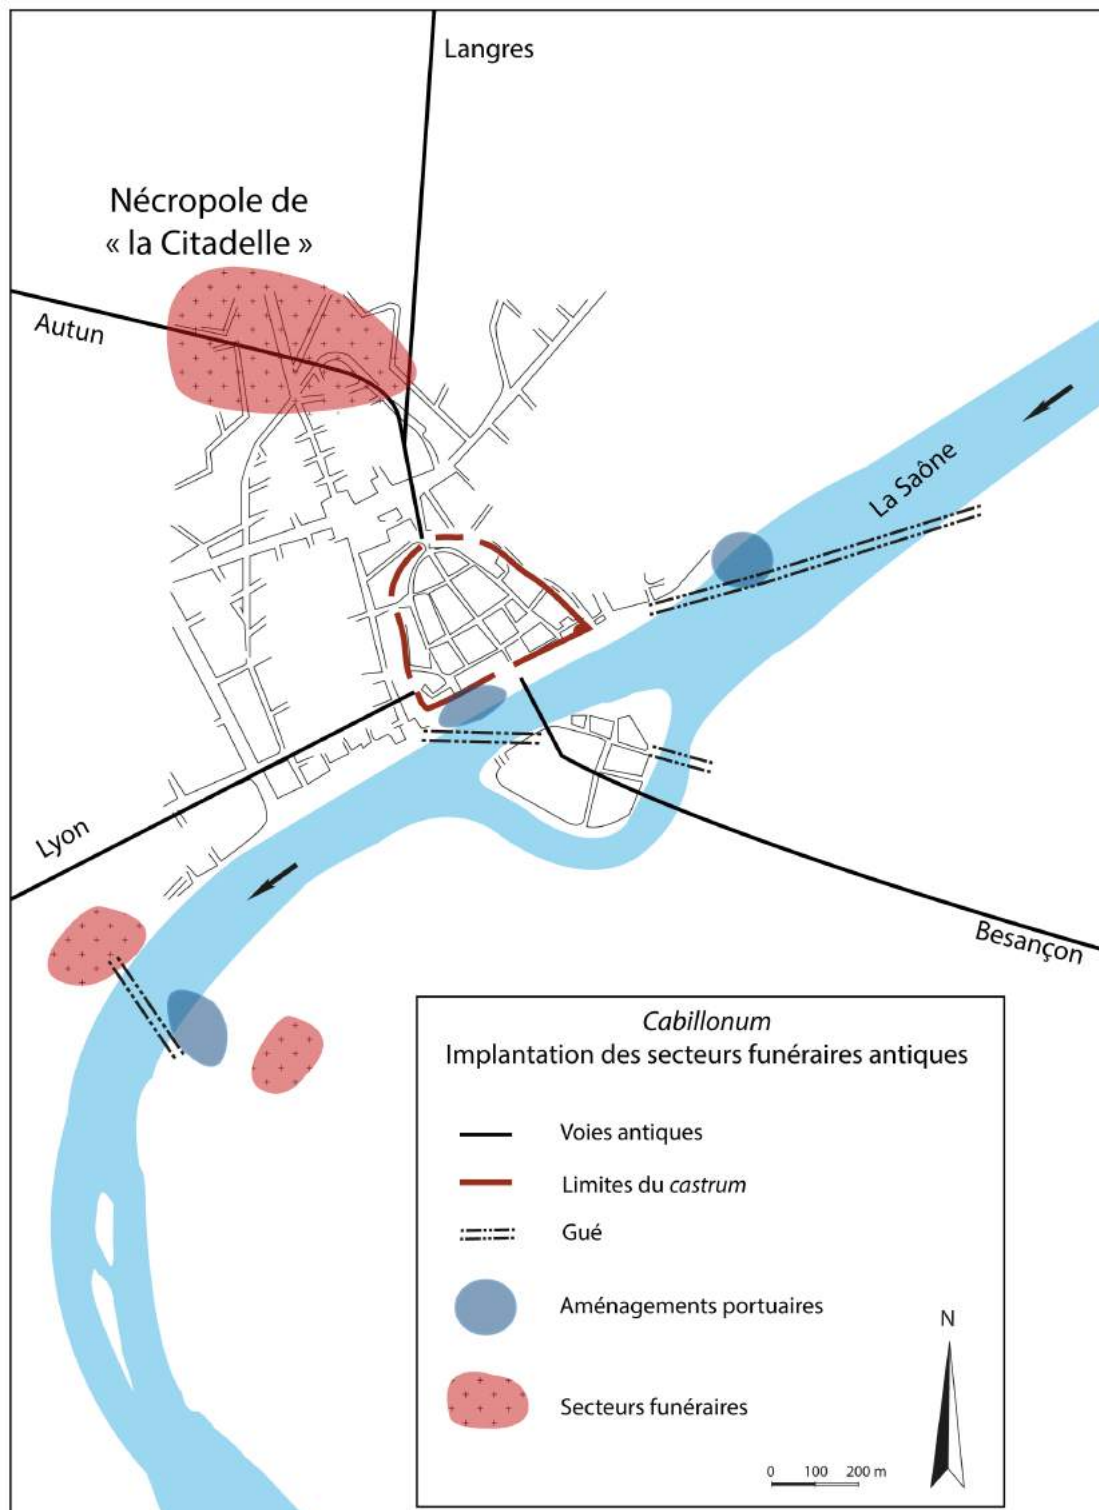 Langres
Nécropole de
« la Citadelle »
Autun
La Saône
Lyon
Besançon
Cabillonum
Implantation des secteurs funéraires antiques
Voies antiques
Limites du castrum
Gué
Aménagements portuaires
Secteurs funéraires
N
0 100 200 m